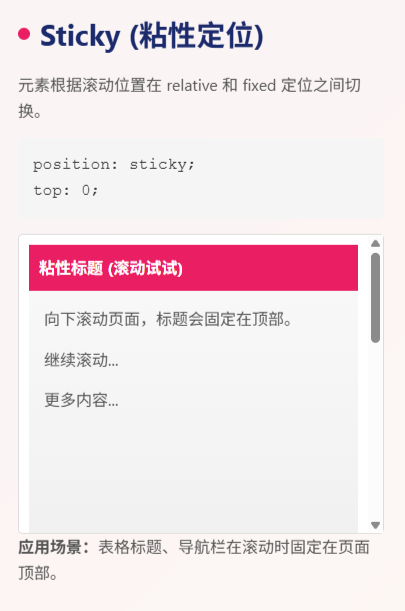 Sticky (粘性定位)
元素根据滚动位置在 relative 和 fixed 定位之间切
换。
position: sticky;
top: 0;
粘性标题 (滚动试试)
向下滚动页面，标题会固定在顶部。
继续滚动...
更多内容...
应用场景：表格标题、导航栏在滚动时固定在页面
顶部。